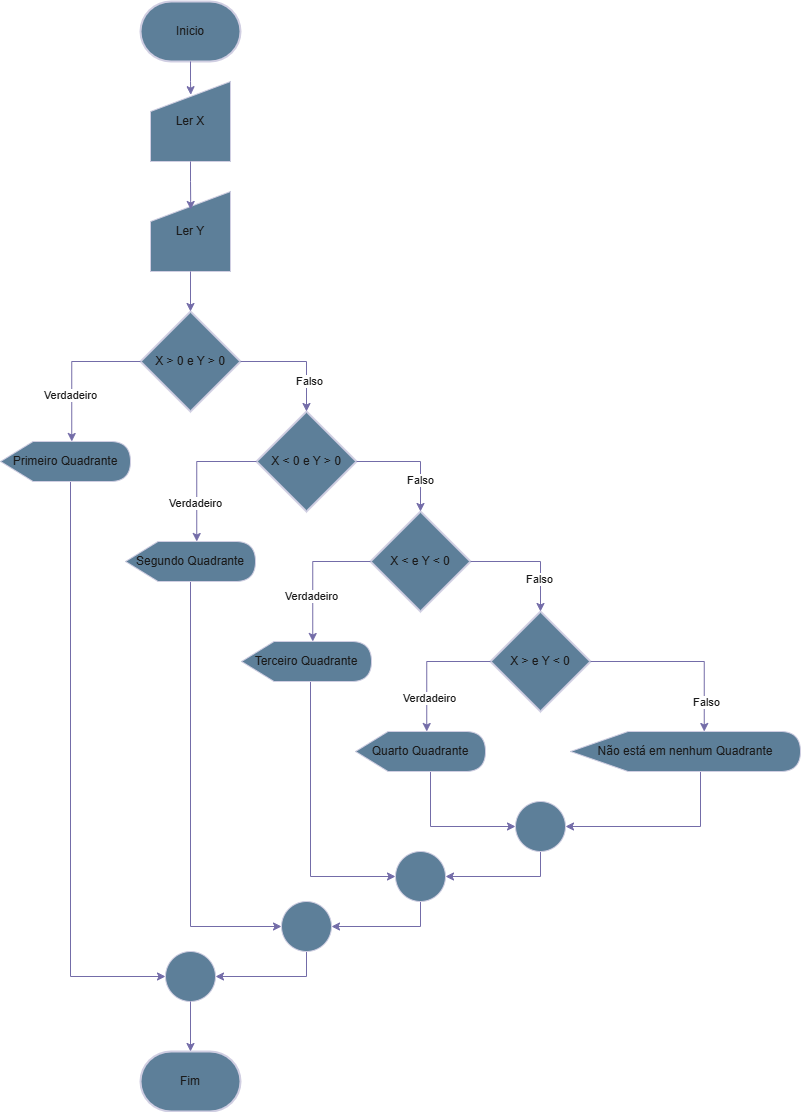 Inicio
Ler X
Ler Y
X > 0 e Y > 0
Verdadeiro
Falso
Primeiro Quadrante
X < 0 e Y > 0
Verdadeiro
Falso
Segundo Quadrante
X < e Y < 0
Verdadeiro
Falso
Terceiro Quadrante
X > e Y < 0
Verdadeiro
Falso
Quarto Quadrante
Não está em nenhum Quadrante
Fim